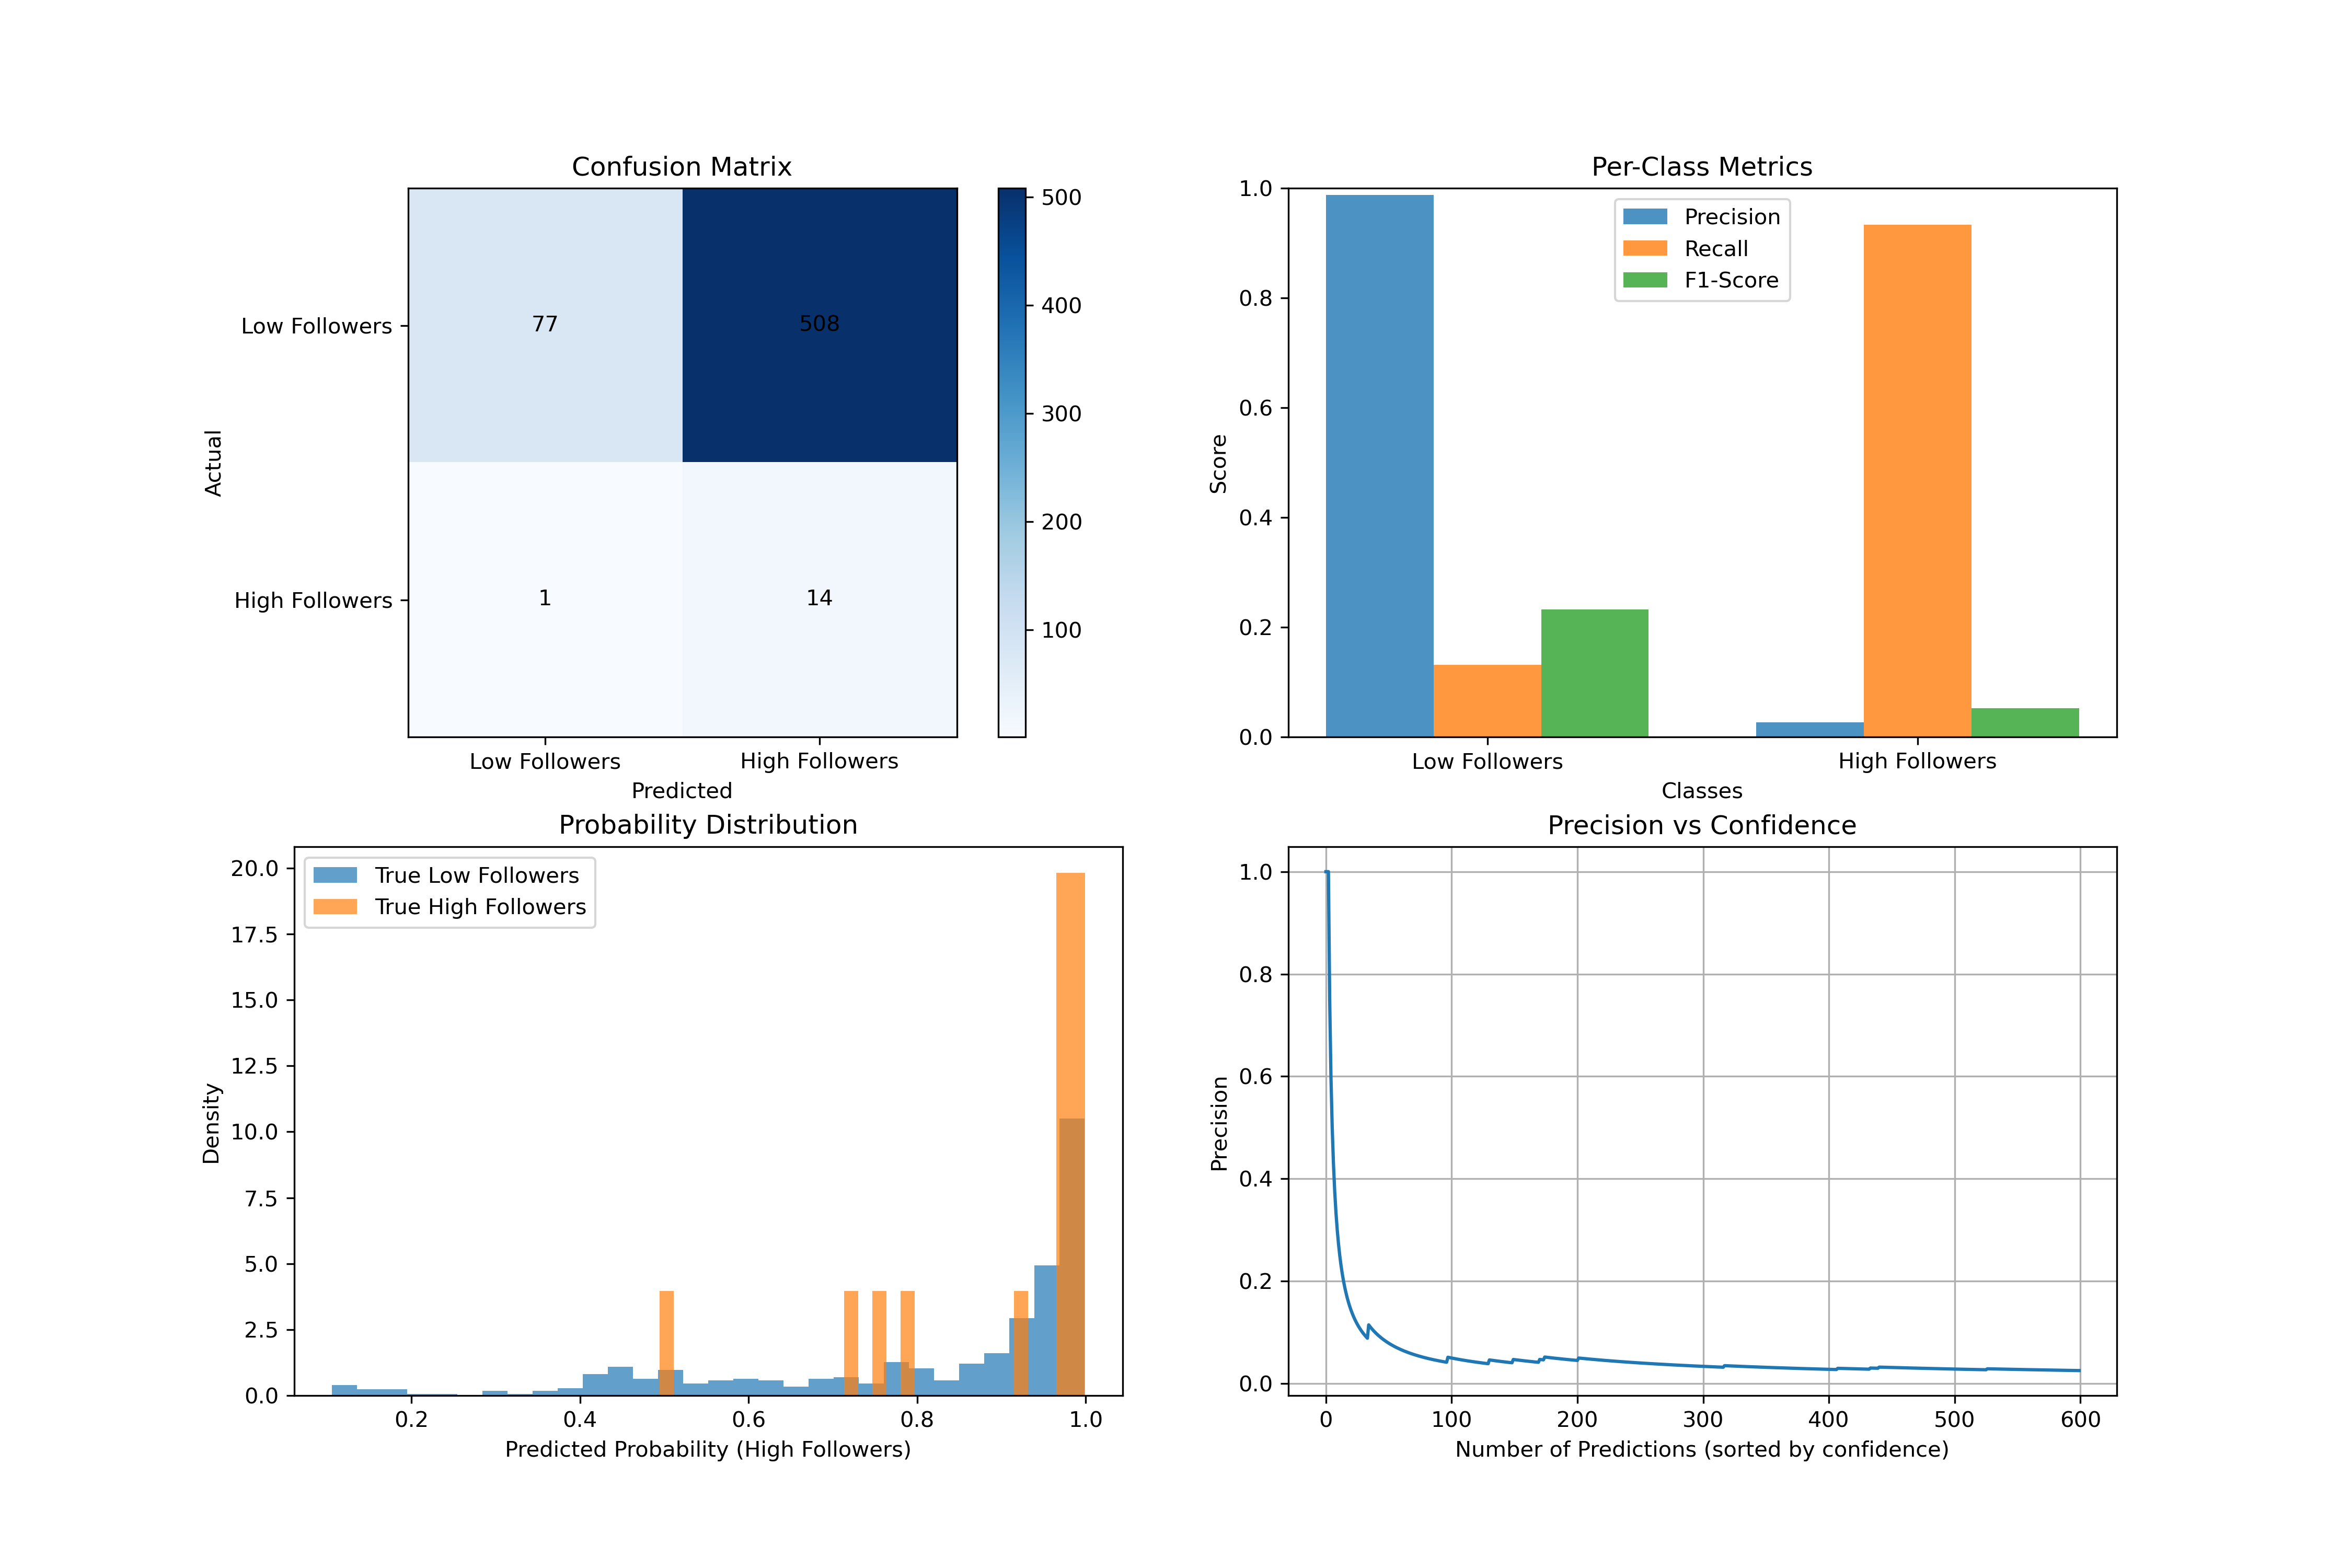 Confusion Matrix
Low Followers
High Followers
Actual
77
508
1
14
Low Followers
High Followers
Predicted
500
400
300
200
100
Per-Class Metrics
1.0
0.8
0.6
0.4
0.2
0.0
Score
Precision
Recall
F1-Score
Low Followers
High Followers
Classes
Probability Distribution
20.0
17.5
15.0
12.5
10.0
7.5
5.0
2.5
0.0
Density
True Low Followers
True High Followers
0.2
0.4
0.6
0.8
1.0
Predicted Probability (High Followers)
Precision vs Confidence
1.0
0.8
0.6
0.4
0.2
0.0
Precision
0
100
200
300
400
500
600
Number of Predictions (sorted by confidence)